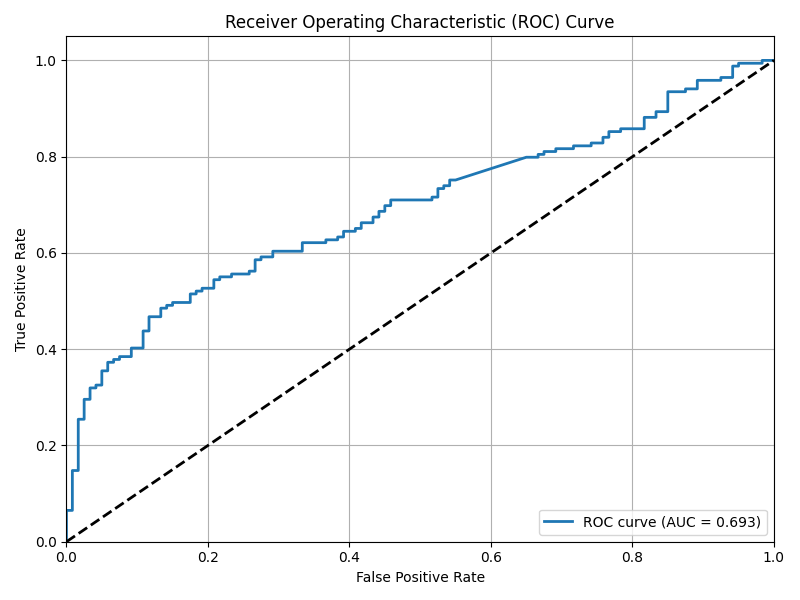 Receiver Operating Characteristic (ROC) Curve
1.0
0.8
0.6
0.4
0.2
0.0
True Positive Rate
0.0 0.2 0.4 0.6 0.8 1.0
False Positive Rate
ROC curve (AUC = 0.693)